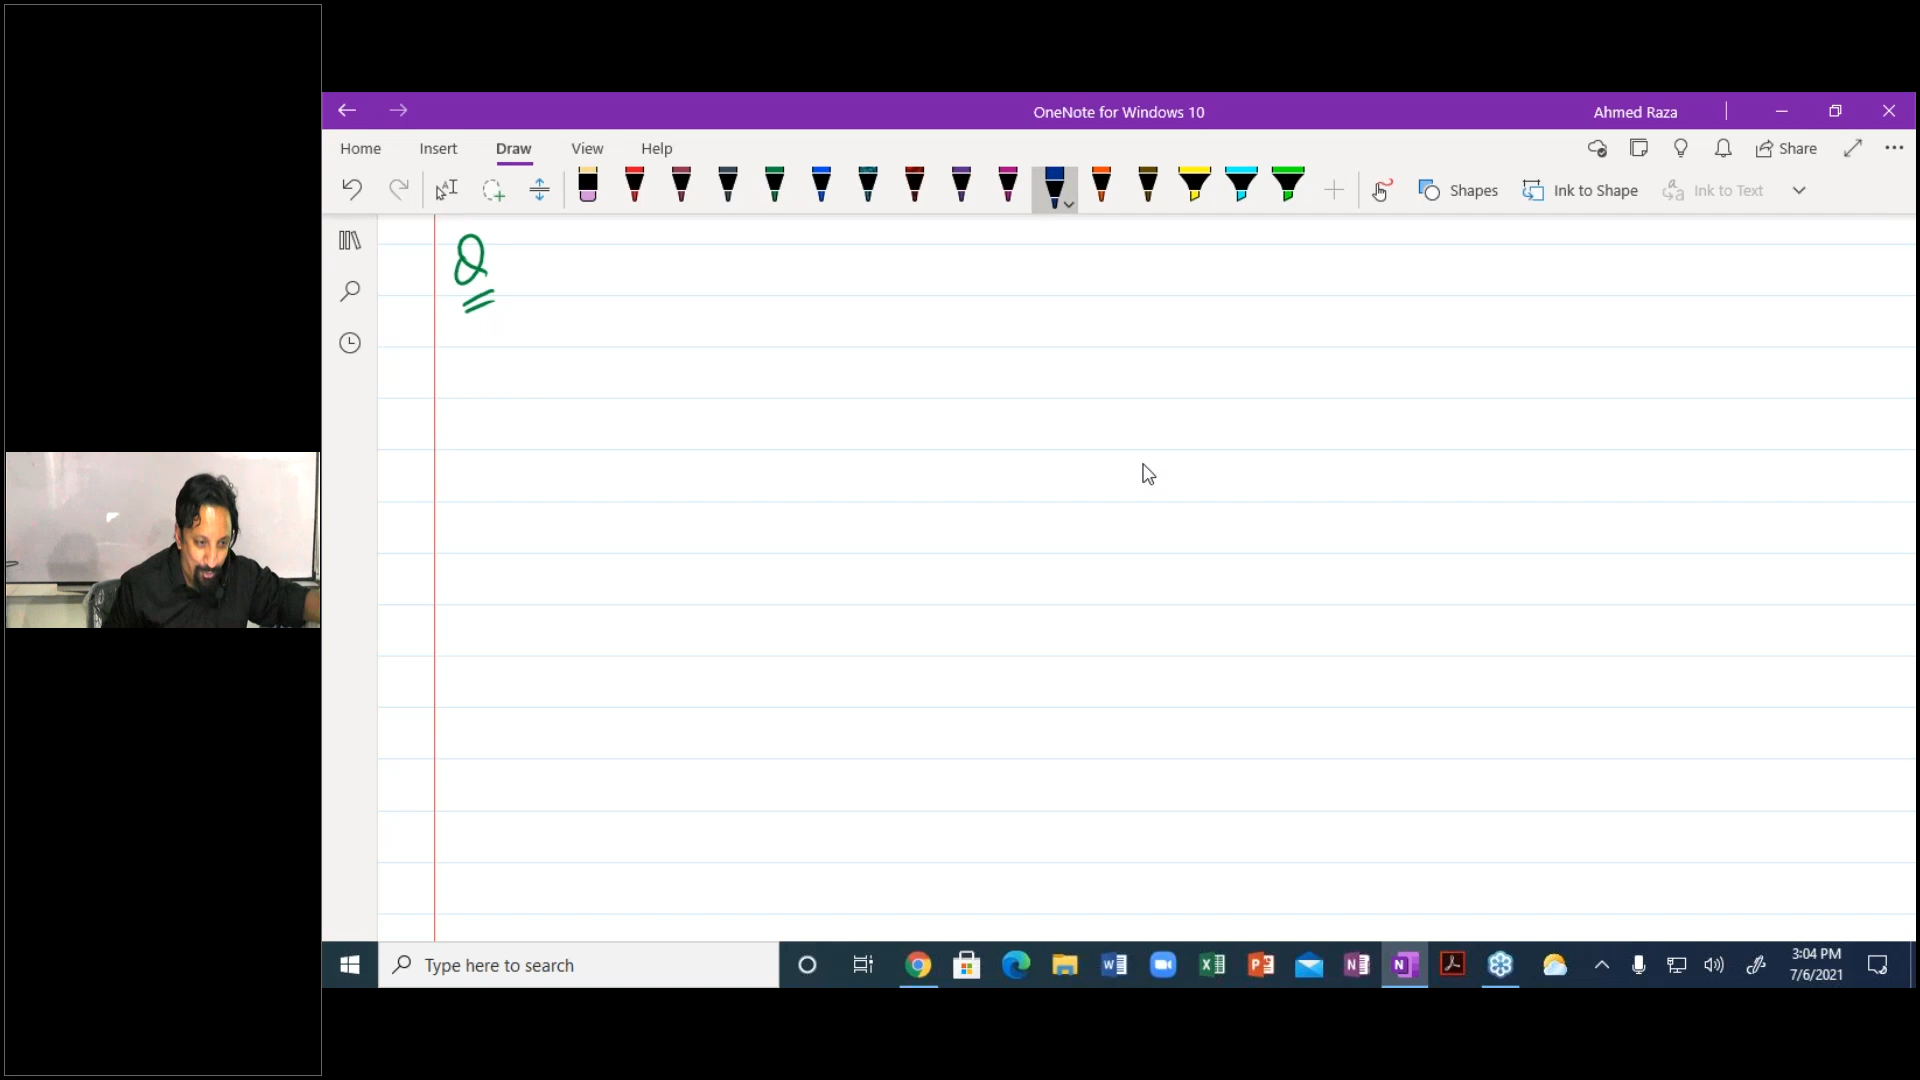 OneNote for Windows 10 Ahmed Raza
Home Insert Draw View Help Share
Shapes Ink to Shape Ink to Text
Q
Type here to search
3:04 PM
7/6/2021